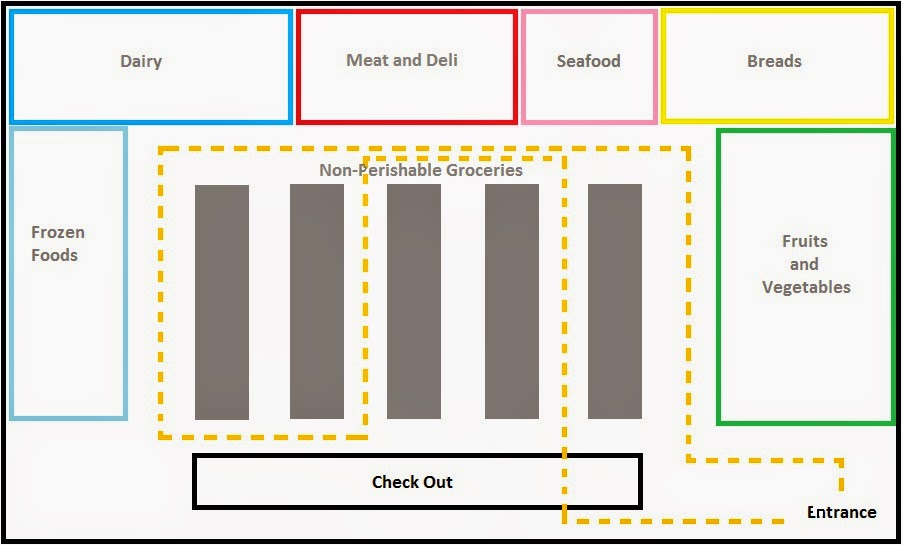 Dairy
Meat and Deli
Seafood
Breads
Non-Perishable Groceries
Frozen
Foods
Fruits
and
Vegetables
Check Out
Entrance